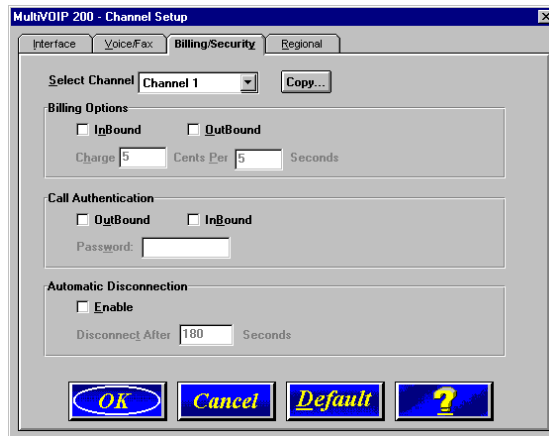 MultiVOIP 200 - Channel Setup
Interface Voice/Fax Billing/Security Regional
Select Channel Channel 1 Copy...
Billing Options
InBound OutBound
Charge 5 Cents Per 5 Seconds
Call Authentication
OutBound InBound
Password:
Automatic Disconnection
Enable
Disconnect After 180 Seconds
OK Cancel Default ?